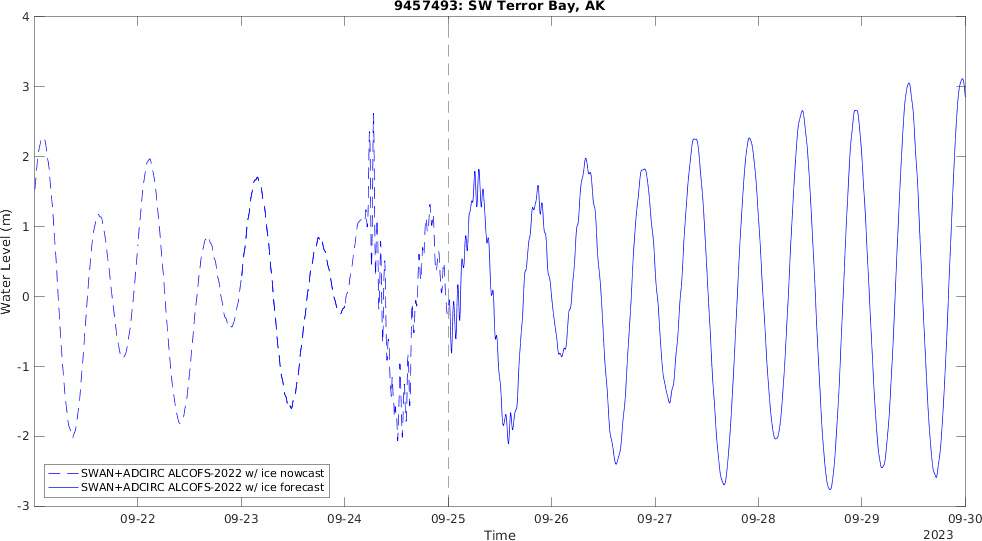 9457493: SW Terror Bay, AK
4
3
2
1
0
-1
-2
-3
Water Level (m)
SWAN+ADCIRC ALCOFS-2022 w/ ice nowcast
SWAN+ADCIRC ALCOFS-2022 w/ ice forecast
09-22 09-23 09-24 09-25 09-26 09-27 09-28 09-29 09-30
Time
2023